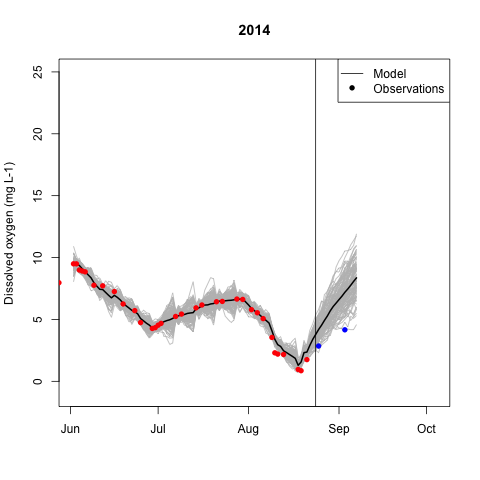 2014
Model
Observations
Dissolved oxygen (mg L-1)
25
20
15
10
5
0
Jun
Jul
Aug
Sep
Oct